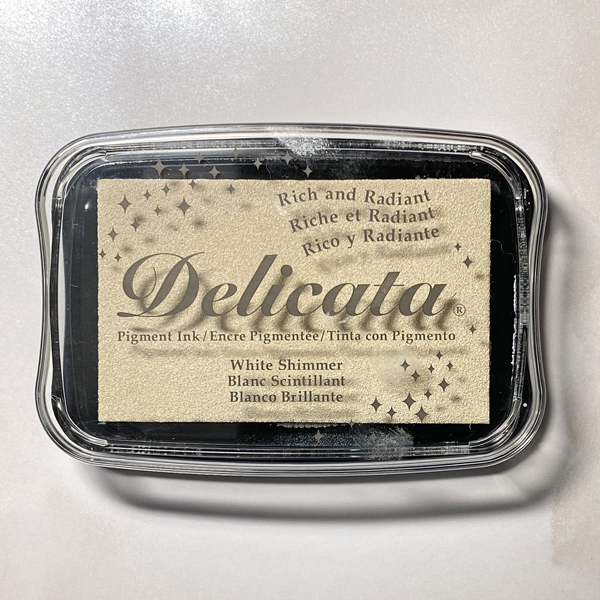 Rich and Radiant
Riche et Radiant
Rico y Radiante
Delicata®
Pigment Ink/Encre Pigmentée/Tinta con Pigmento
White Shimmer
Blanc Scintillant
Blanco Brillante